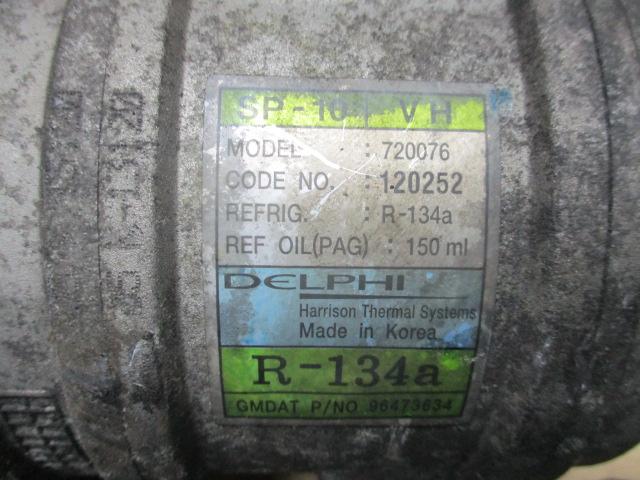 SP-10+ VH
MODEL : 720076
CODE NO. : 120252
REFRIG. : R-134a
REF OIL(PAG) : 150 ml
DELPHI
Harrison Thermal Systems
Made in Korea
R-134a
GMDAT P/NO 96473634